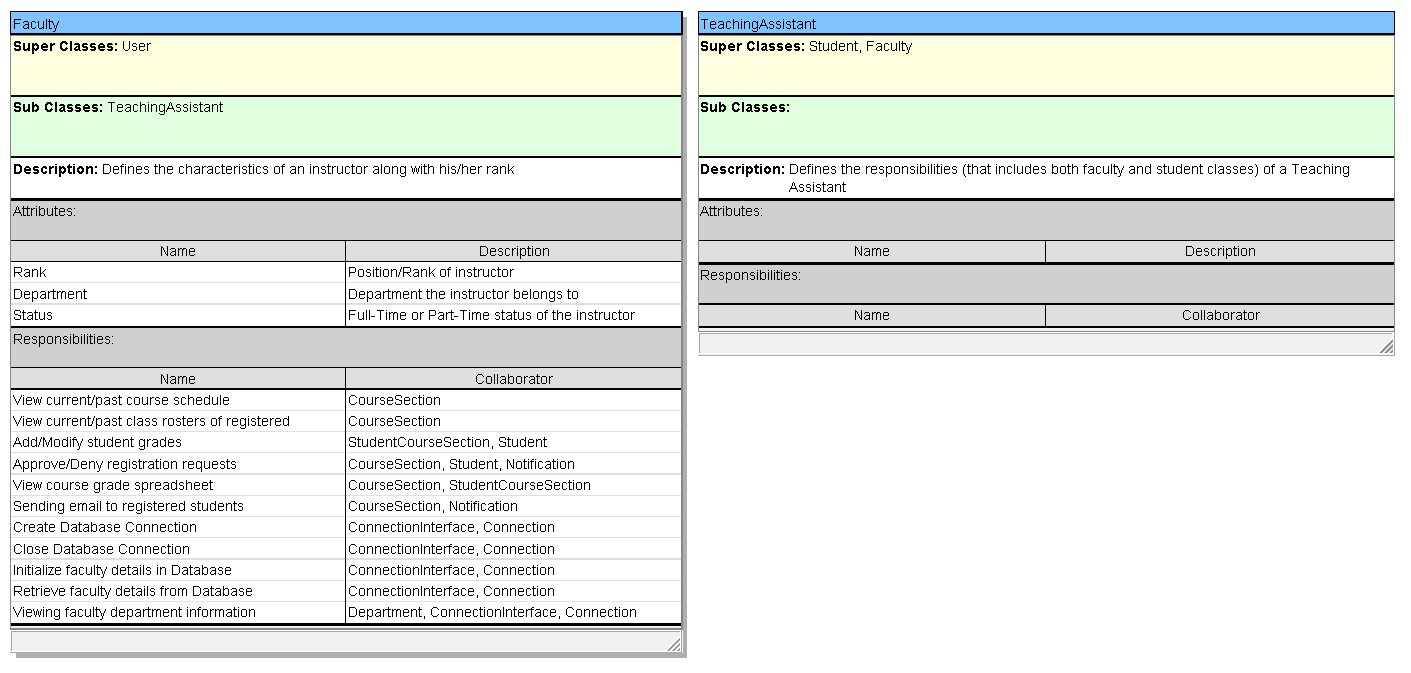 Faculty
Super Classes: User
Sub Classes: TeachingAssistant
Description: Defines the characteristics of an instructor along with his/her rank
Attributes:
Name Description
Rank Position/Rank of instructor
Department Department the instructor belongs to
Status Full-Time or Part-Time status of the instructor
Responsibilities:
Name Collaborator
View current/past course schedule CourseSection
View current/past class rosters of registered CourseSection
Add/Modify student grades StudentCourseSection, Student
Approve/Deny registration requests CourseSection, Student, Notification
View course grade spreadsheet CourseSection, StudentCourseSection
Sending email to registered students CourseSection, Notification
Create Database Connection ConnectionInterface, Connection
Close Database Connection ConnectionInterface, Connection
Initialize faculty details in Database ConnectionInterface, Connection
Retrieve faculty details from Database ConnectionInterface, Connection
Viewing faculty department information Department, ConnectionInterface, Connection
TeachingAssistant
Super Classes: Student, Faculty
Sub Classes:
Description: Defines the responsibilities (that includes both faculty and student classes) of a Teaching
Assistant
Attributes:
Name Description
Responsibilities:
Name Collaborator